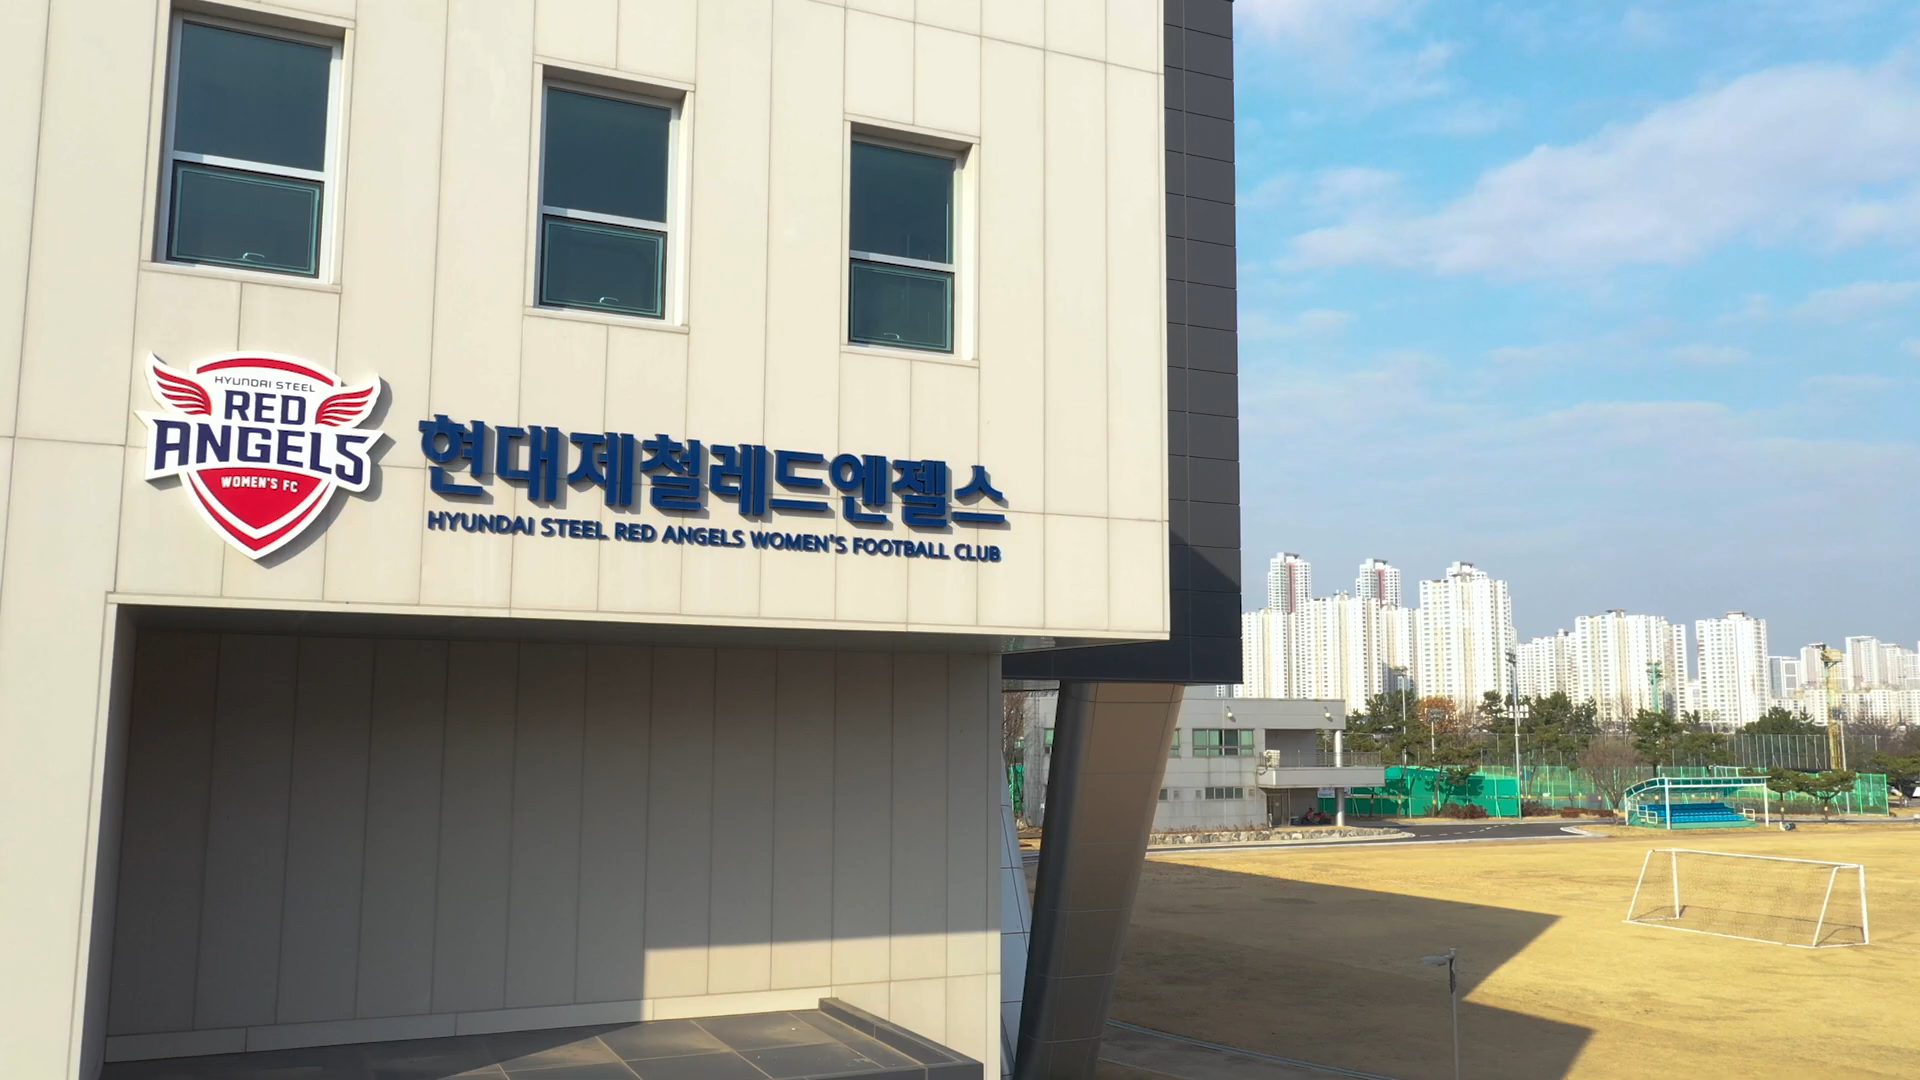 HYUNDAI STEEL
RED
ANGELS
WOMEN'S FC
현대제철레드엔젤스
HYUNDAI STEEL RED ANGELS WOMEN'S FOOTBALL CLUB